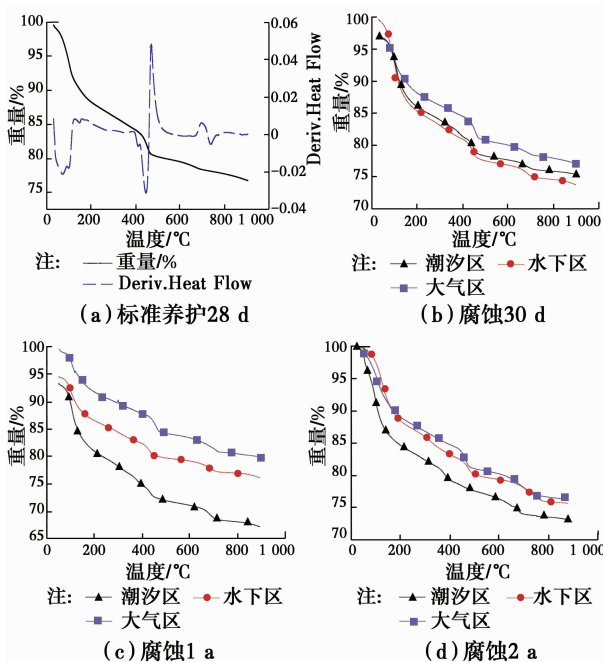 100
95
90
85
80
75
重量/%
0.06
0.04
0.02
0
-0.02
-0.04
Deriv.Heat Flow
0 200 400 600 800 1 000
温度/℃
注: 重量/%
Deriv.Heat Flow
(a)标准养护28 d
100
95
90
85
80
75
70
重量/%
0 200 400 600 800 1 000
温度/℃
注: 潮汐区 水下区
大气区
(b)腐蚀30 d
100
95
90
85
80
75
70
65
重量/%
0 200 400 600 800 1 000
温度/℃
注: 潮汐区 水下区
大气区
(c)腐蚀1 a
100
95
90
85
80
75
70
重量/%
0 200 400 600 800 1 000
温度/℃
注: 潮汐区 水下区
大气区
(d)腐蚀2 a